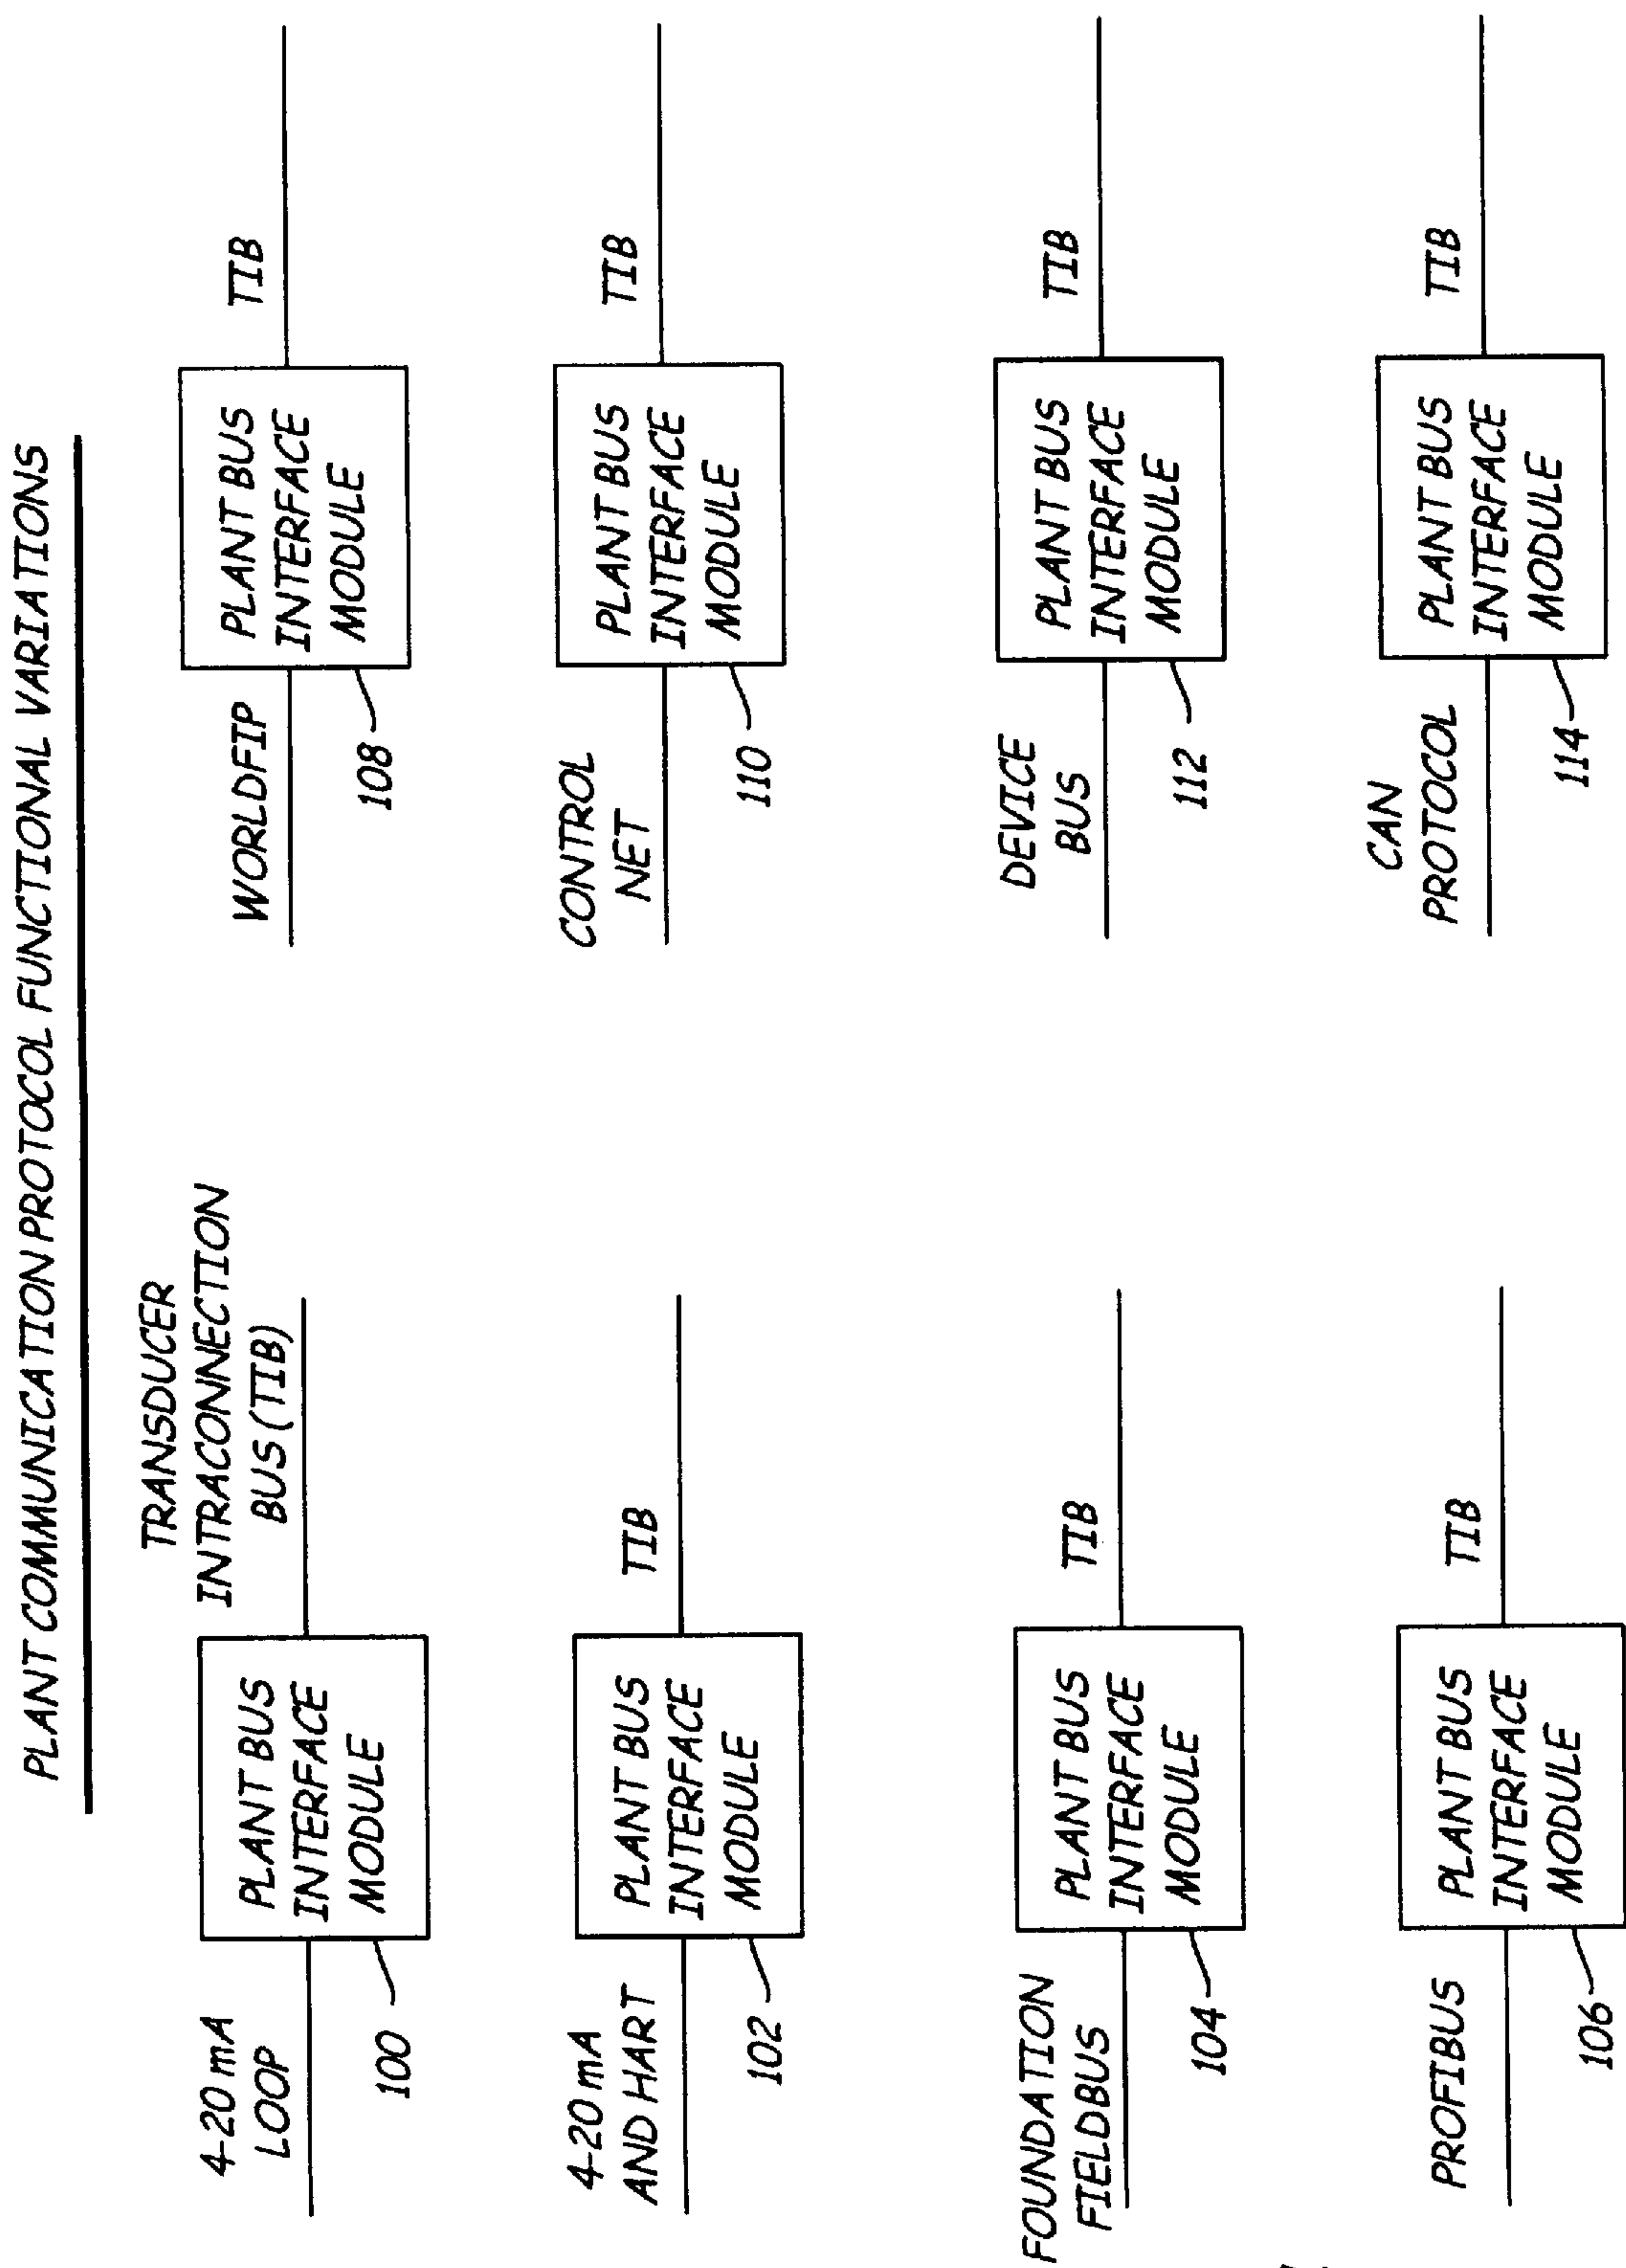 PLANT COMMUNICATION PROTOCOL FUNCTIONAL VARIATIONS
4-20 mA
LOOP
PLANT BUS
INTERFACE
MODULE
100
TRANSDUCER
INTRACONNECTION
BUS (TIB)
4-20 mA
AND HART
PLANT BUS
INTERFACE
MODULE
102
TIB
FOUNDATION
FIELDBUS
PLANT BUS
INTERFACE
MODULE
104
TIB
PROFIBUS
PLANT BUS
INTERFACE
MODULE
106
TIB
WORLDFIP
PLANT BUS
INTERFACE
MODULE
108
TIB
CONTROL
NET
PLANT BUS
INTERFACE
MODULE
110
TIB
DEVICE
BUS
PLANT BUS
INTERFACE
MODULE
112
TIB
CAN
PROTOCOL
PLANT BUS
INTERFACE
MODULE
114
TIB